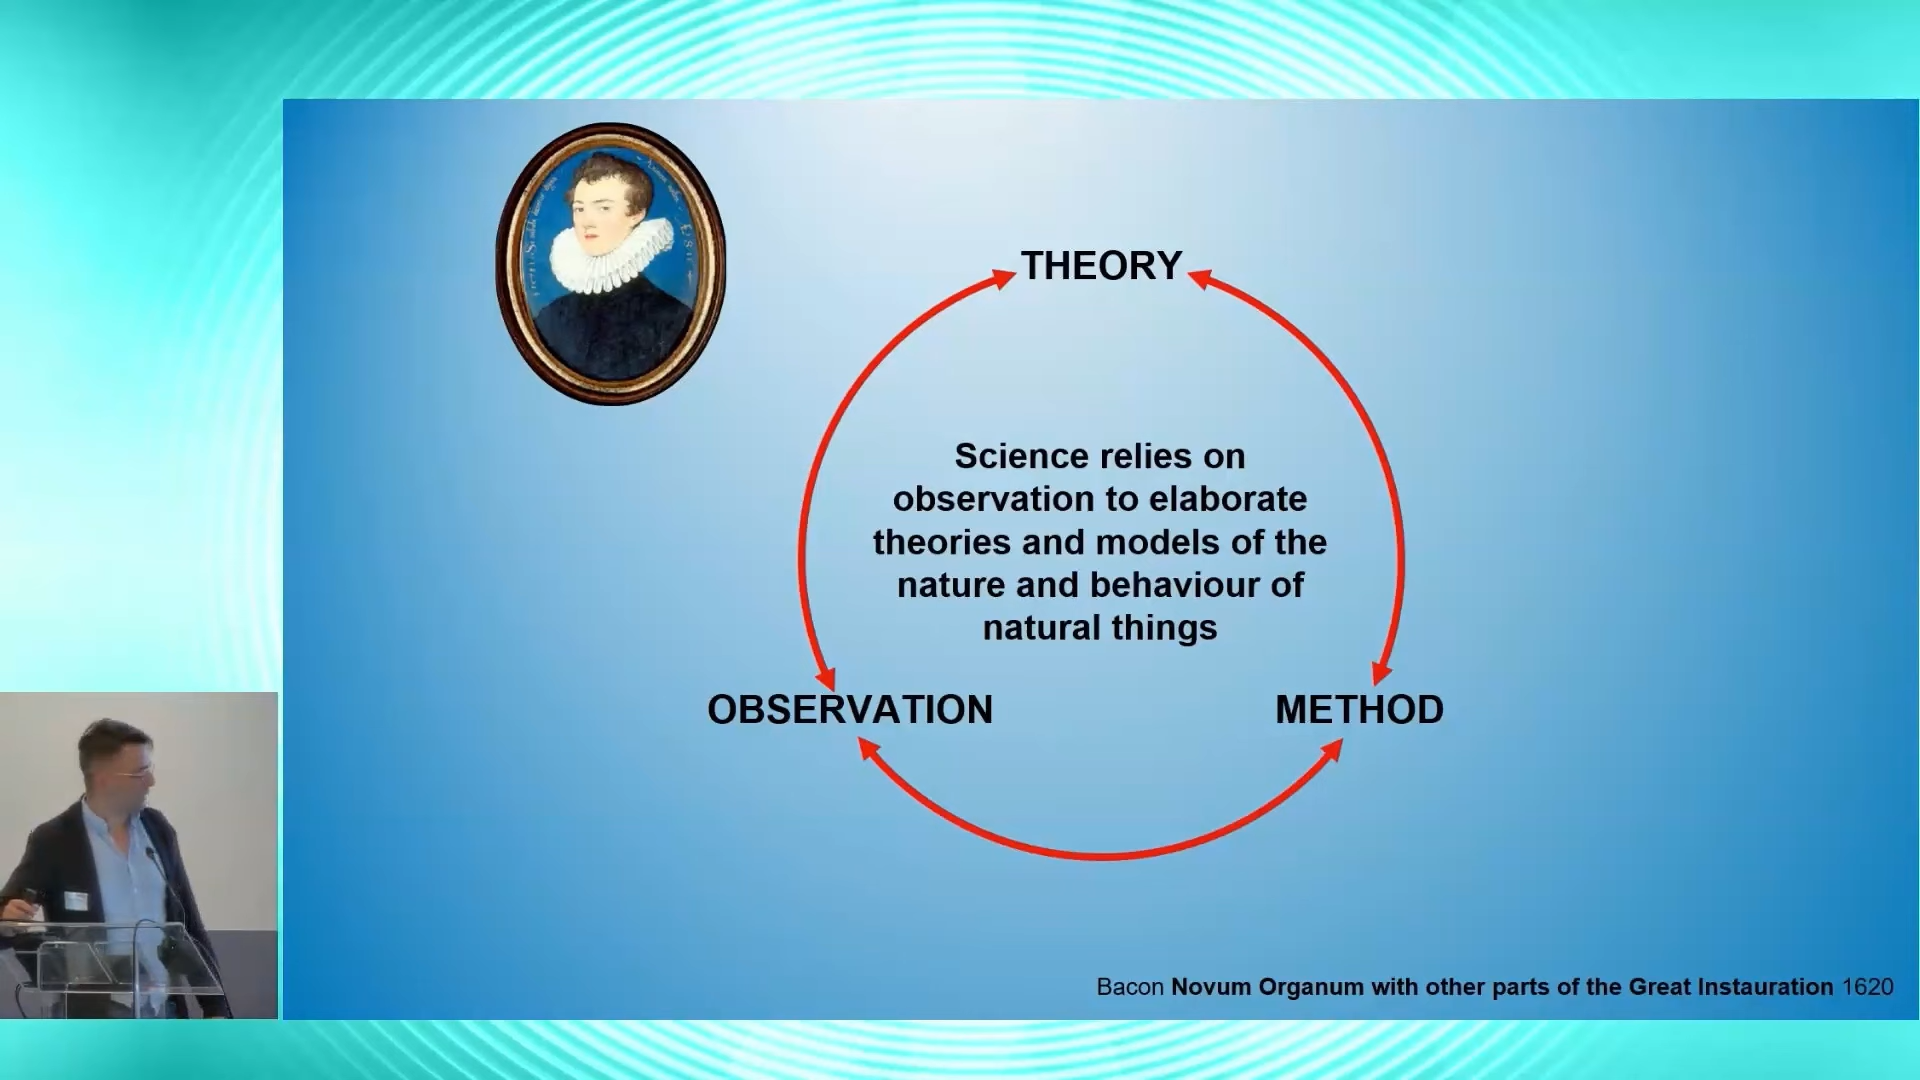 THEORY
Science relies on
observation to elaborate
theories and models of the
nature and behaviour of
natural things
OBSERVATION
METHOD
Bacon Novum Organum with other parts of the Great Instauration 1620